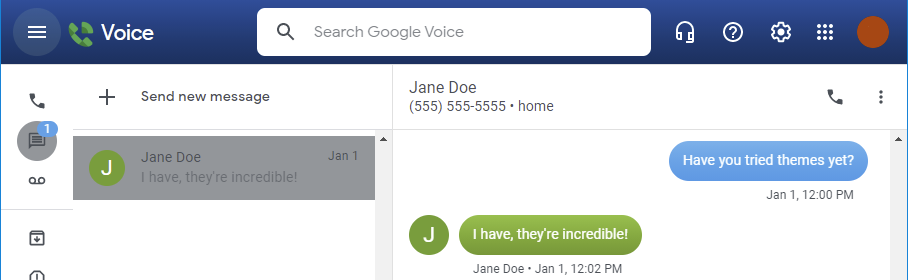 Voice
Search Google Voice
1
Send new message
J
Jane Doe
Jan 1
I have, they're incredible!
Jane Doe
(555) 555-5555 • home
Have you tried themes yet?
Jan 1, 12:00 PM
J
I have, they're incredible!
Jane Doe • Jan 1, 12:02 PM